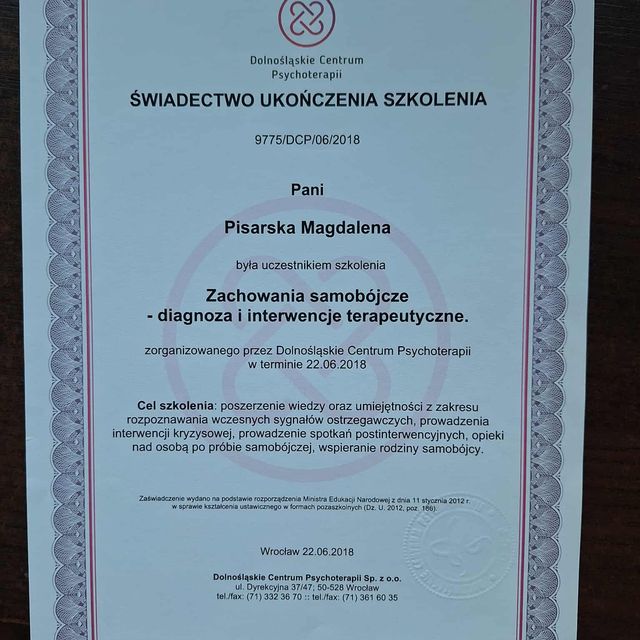 Dolnośląskie Centrum
Psychoterapii
ŚWIADECTWO UKOŃCZENIA SZKOLENIA
9775/DCP/06/2018
Pani
Pisarska Magdalena
była uczestnikiem szkolenia
Zachowania samobójcze
- diagnoza i interwencje terapeutyczne.
zorganizowanego przez Dolnośląskie Centrum Psychoterapii
w terminie 22.06.2018
Cel szkolenia: poszerzenie wiedzy oraz umiejętności z zakresu
rozpoznawania wczesnych sygnałów ostrzegawczych, prowadzenia
interwencji kryzysowej, prowadzenie spotkań postinterwencyjnych, opieki
nad osobą po próbie samobójczej, wspieranie rodziny samobójcy.
Zaświadczenie wydano na podstawie rozporządzenia Ministra Edukacji Narodowej z dnia 11 stycznia 2012 r.
w sprawie kształcenia ustawicznego w formach pozaszkolnych (Dz. U. 2012, poz. 186).
Wrocław 22.06.2018
Dolnośląskie Centrum Psychoterapii Sp. z o.o.
ul. Dyrekcyjna 37/47; 50-528 Wrocław
tel./fax: (71) 332 36 70 :: tel./fax: (71) 361 60 35